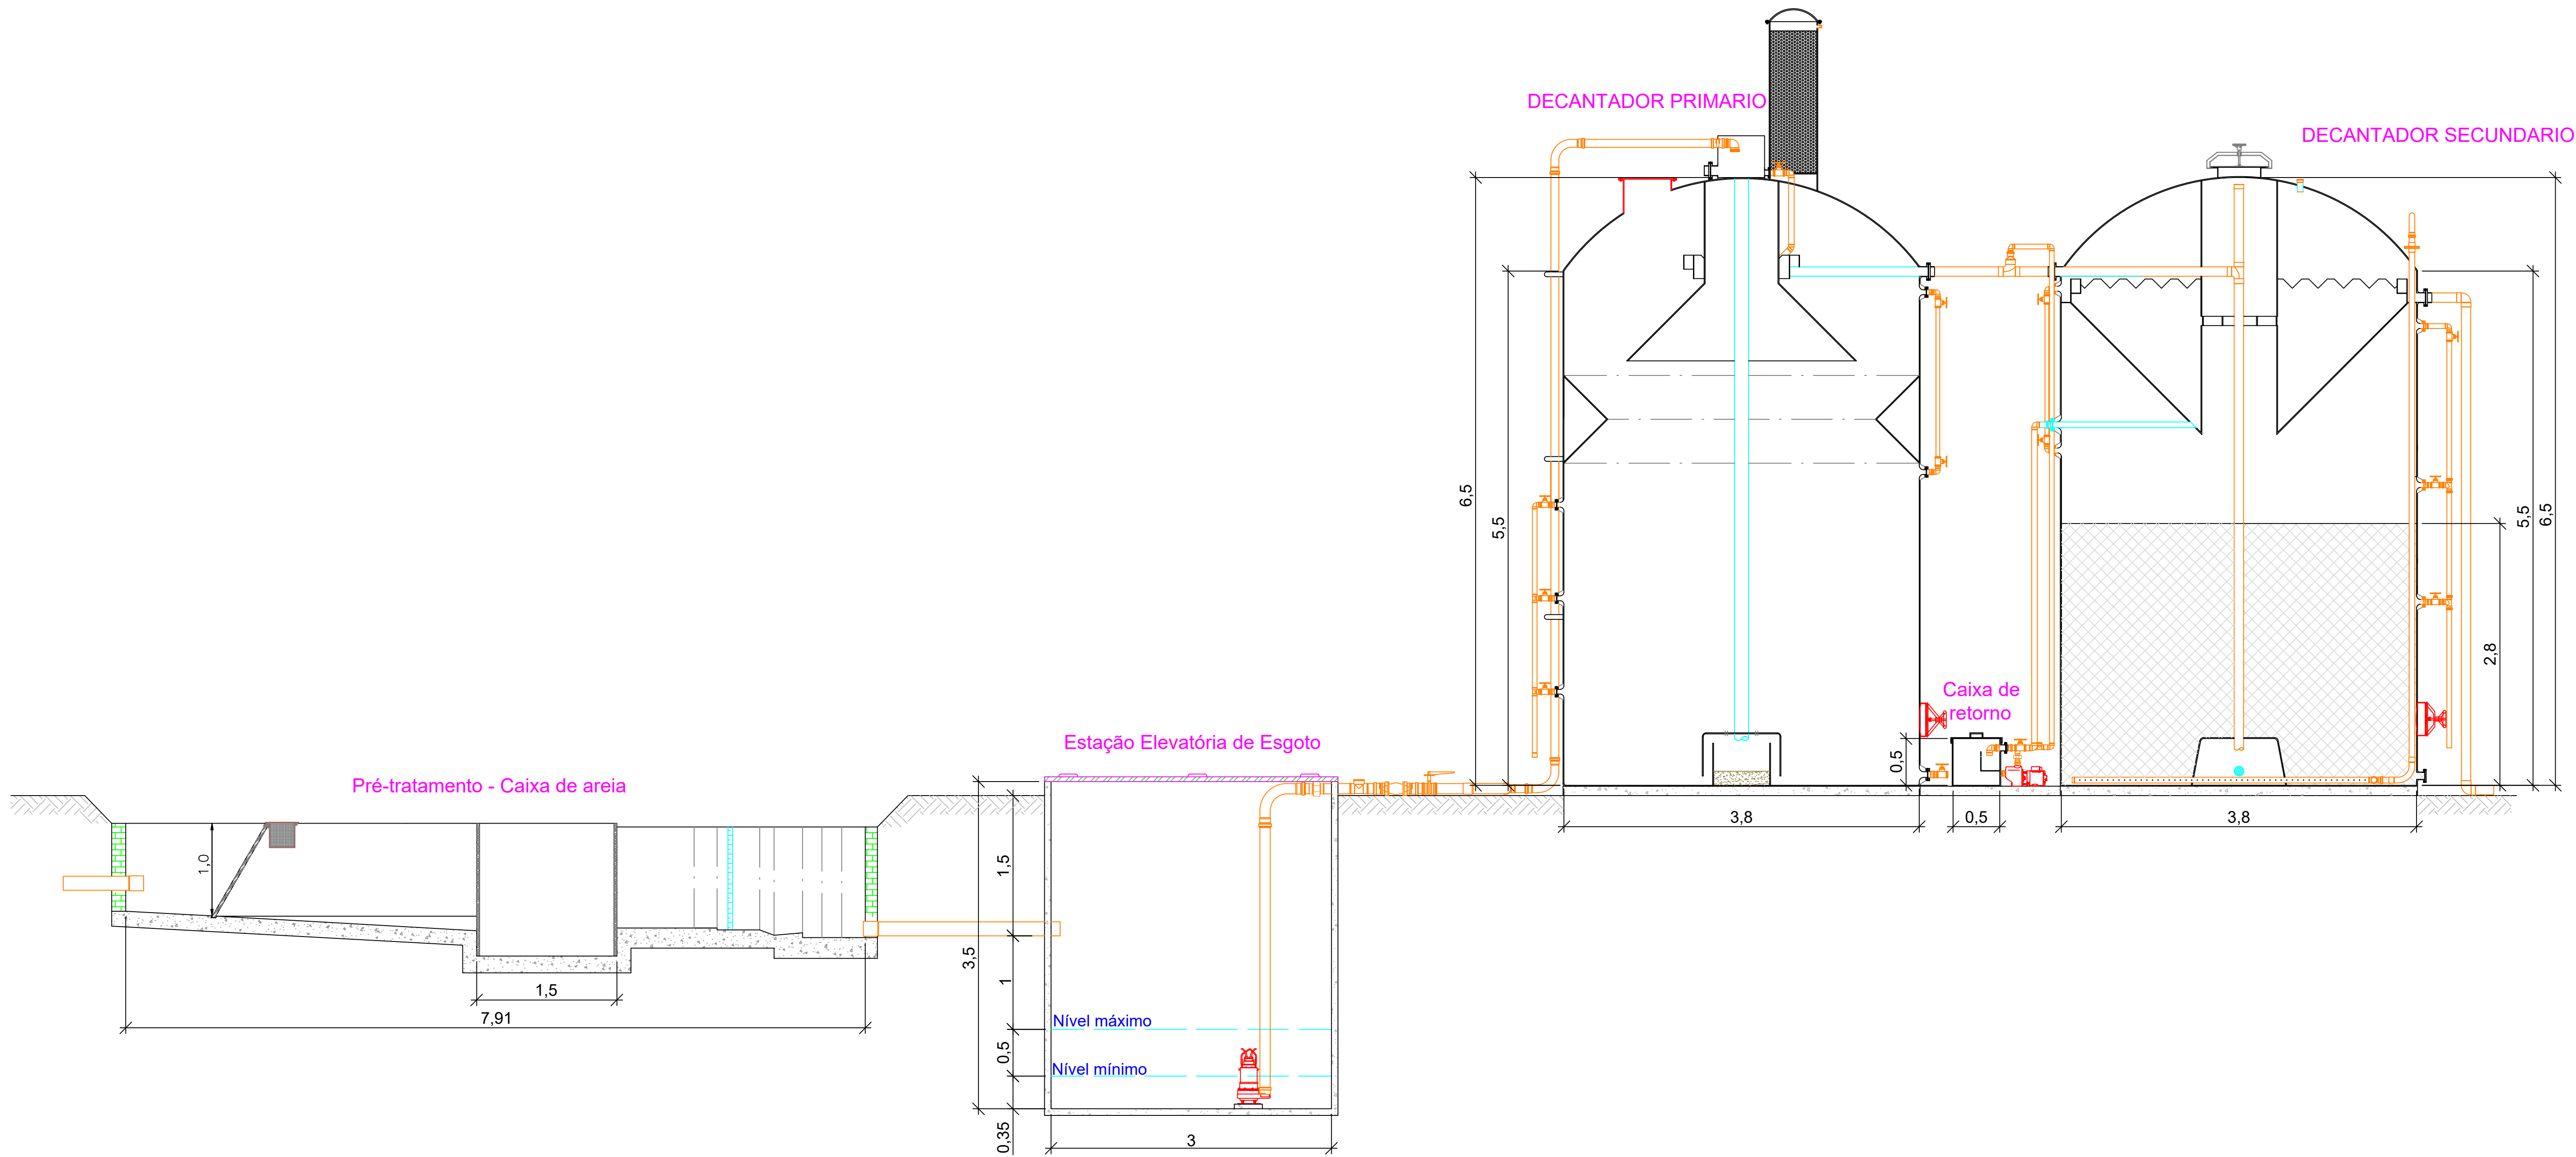 DECANTADOR PRIMARIO
DECANTADOR SECUNDARIO
6,5
5,5
5,5
6,5
2,8
Caixa de
retorno
0,5
3,8
0,5
3,8
Estação Elevatória de Esgoto
Pré-tratamento - Caixa de areia
1,0
1,5
7,91
3,5
1,5
1
0,5
0,35
Nível máximo
Nível mínimo
3